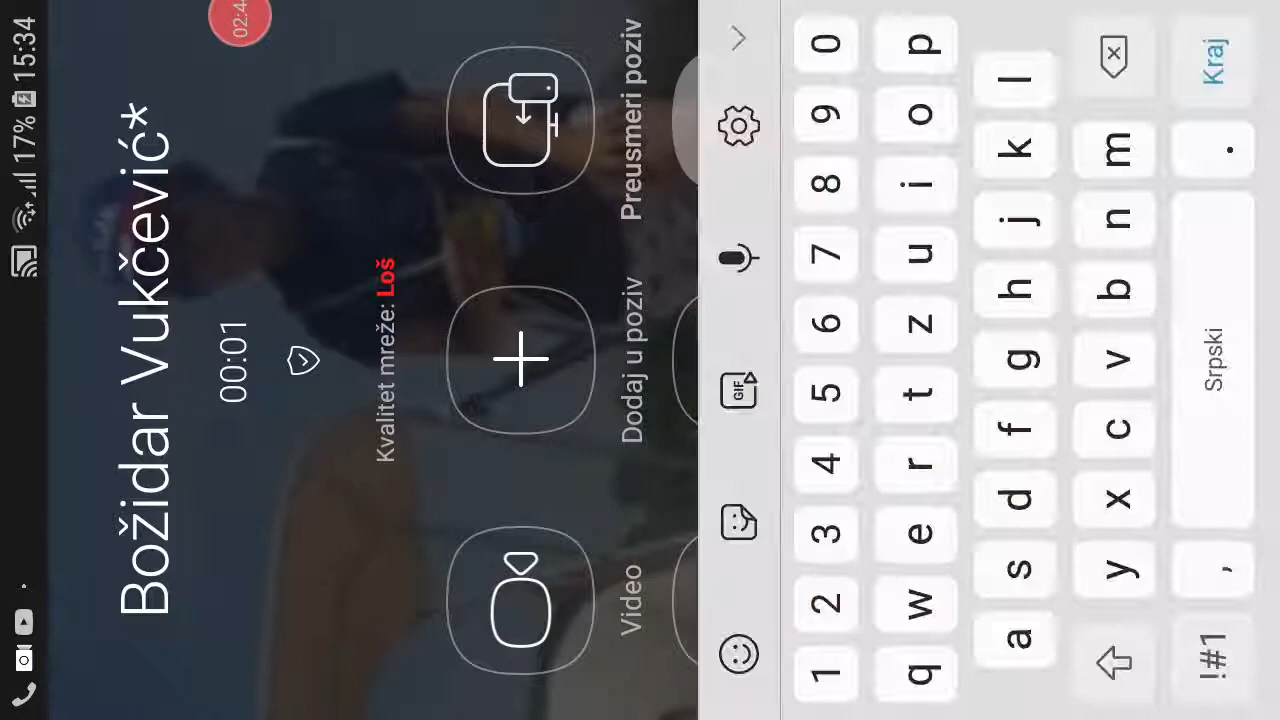 17% 15:34
02:4
Božidar Vukčević*
00:01
Kvalitet mreže: Loš
Video Dodaj u poziv Preusmeri poziv
GIF
1 2 3 4 5 6 7 8 9 0
q w e r t z u i o p
a s d f g h j k l
y x c v b n m
!#1 , Srpski . Kraj